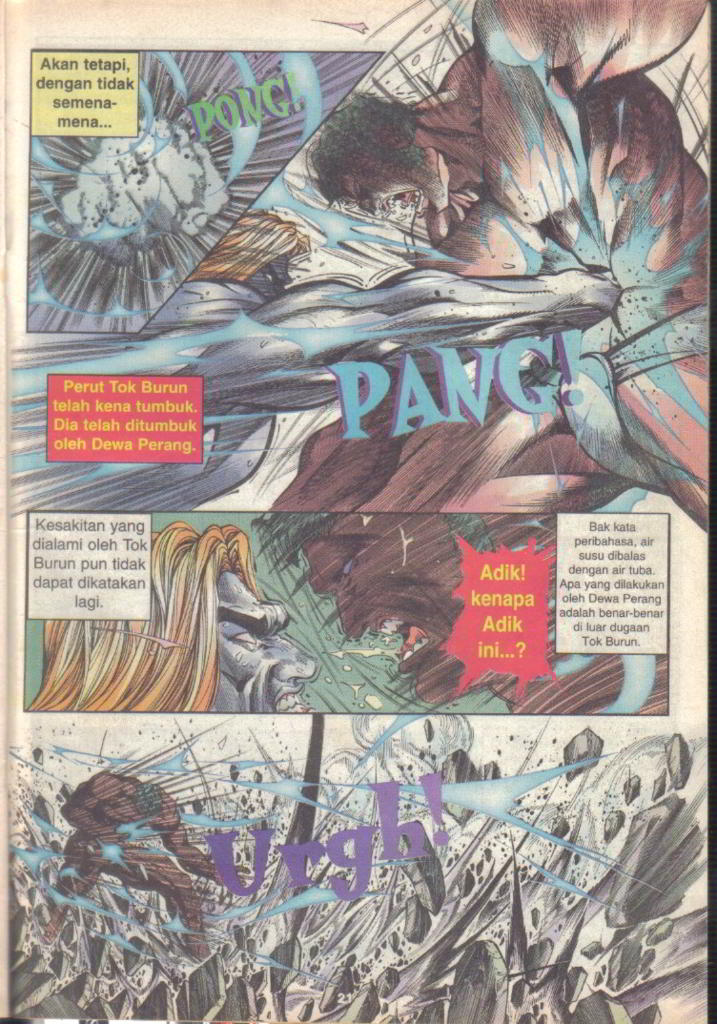 Akan tetapi,
dengan tidak
semena-
mena...
PONG!
PANG!
Perut Tok Burun
telah kena tumbuk.
Dia telah ditumbuk
oleh Dewa Perang.
Kesakitan yang
dialami oleh Tok
Burun pun tidak
dapat dikatakan
lagi.
Adik!
kenapa
Adik
ini...?
Bak kata
peribahasa, air
susu dibalas
dengan air tuba.
Apa yang dilakukan
oleh Dewa Perang
adalah benar-benar
di luar dugaan
Tok Burun.
Urgh!
21